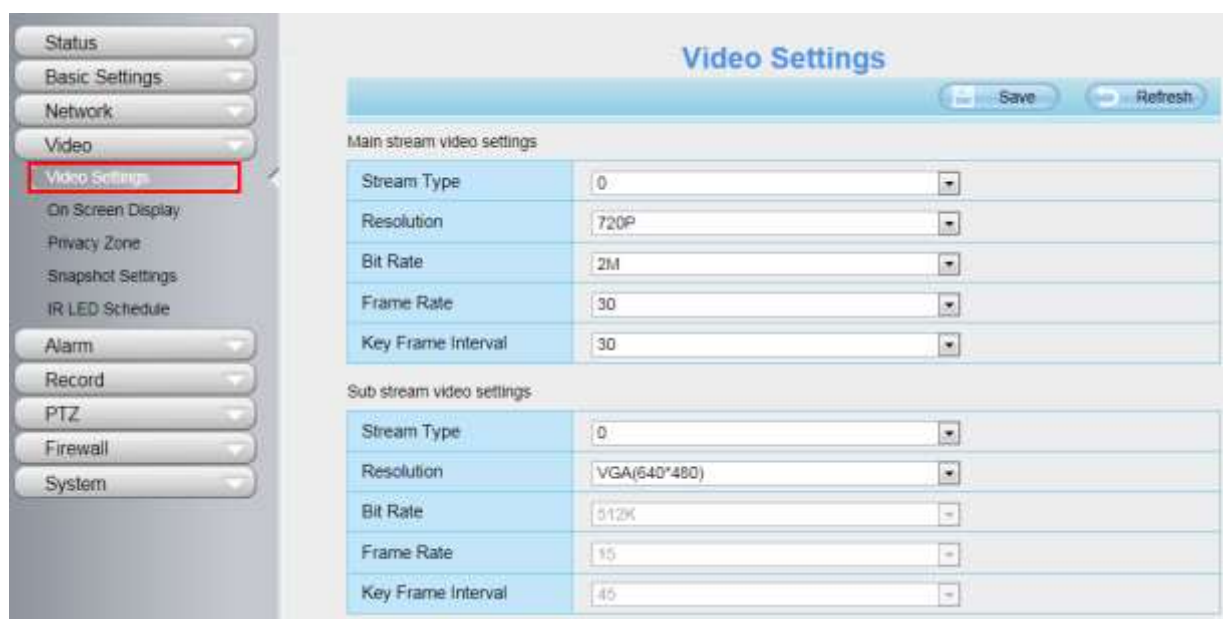 Status
Basic Settings
Network
Video
Video Settings
On Screen Display
Privacy Zone
Snapshot Settings
IR LED Schedule
Alarm
Record
PTZ
Firewall
System
Video Settings
Save Refresh
Main stream video settings
Stream Type 0
Resolution 720P
Bit Rate 2M
Frame Rate 30
Key Frame Interval 30
Sub stream video settings
Stream Type 0
Resolution VGA(640*480)
Bit Rate 512K
Frame Rate 15
Key Frame Interval 45